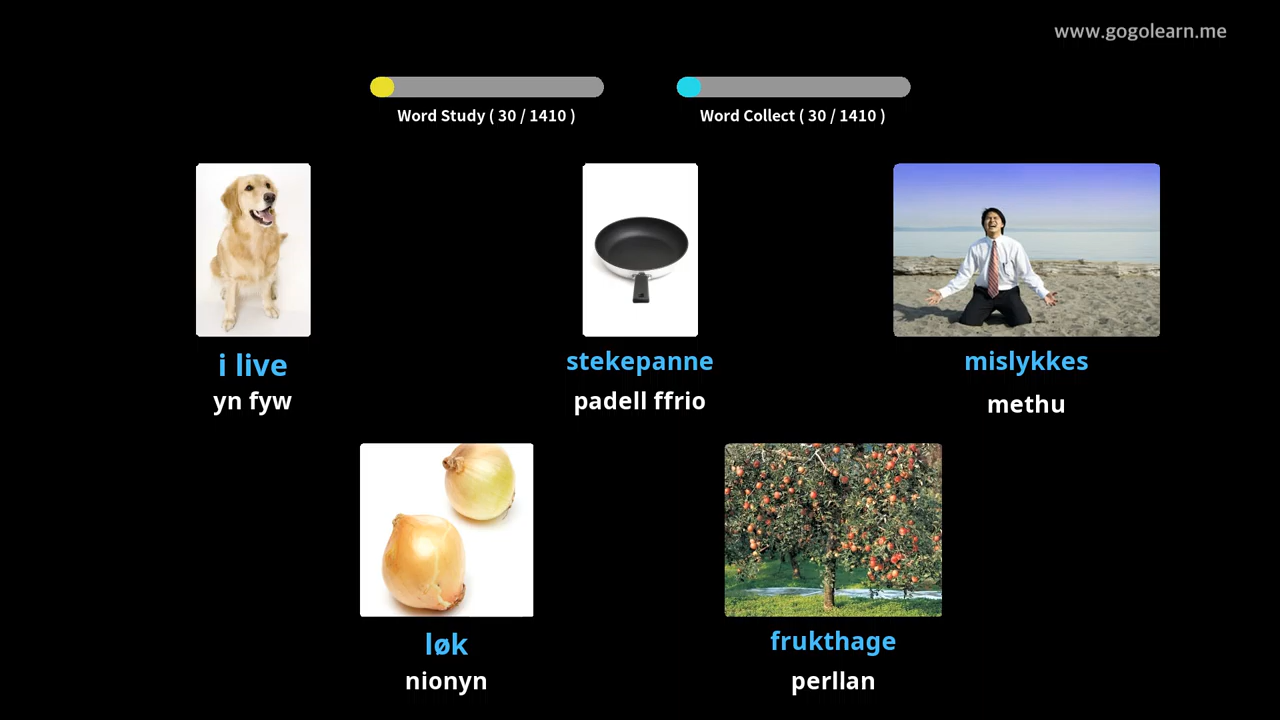 www.gogolearn.me
Word Study ( 30 / 1410 )
Word Collect ( 30 / 1410 )
i live
yn fyw
stekepanne
padell ffrio
mislykkes
methu
løk
nionyn
frukthage
perllan